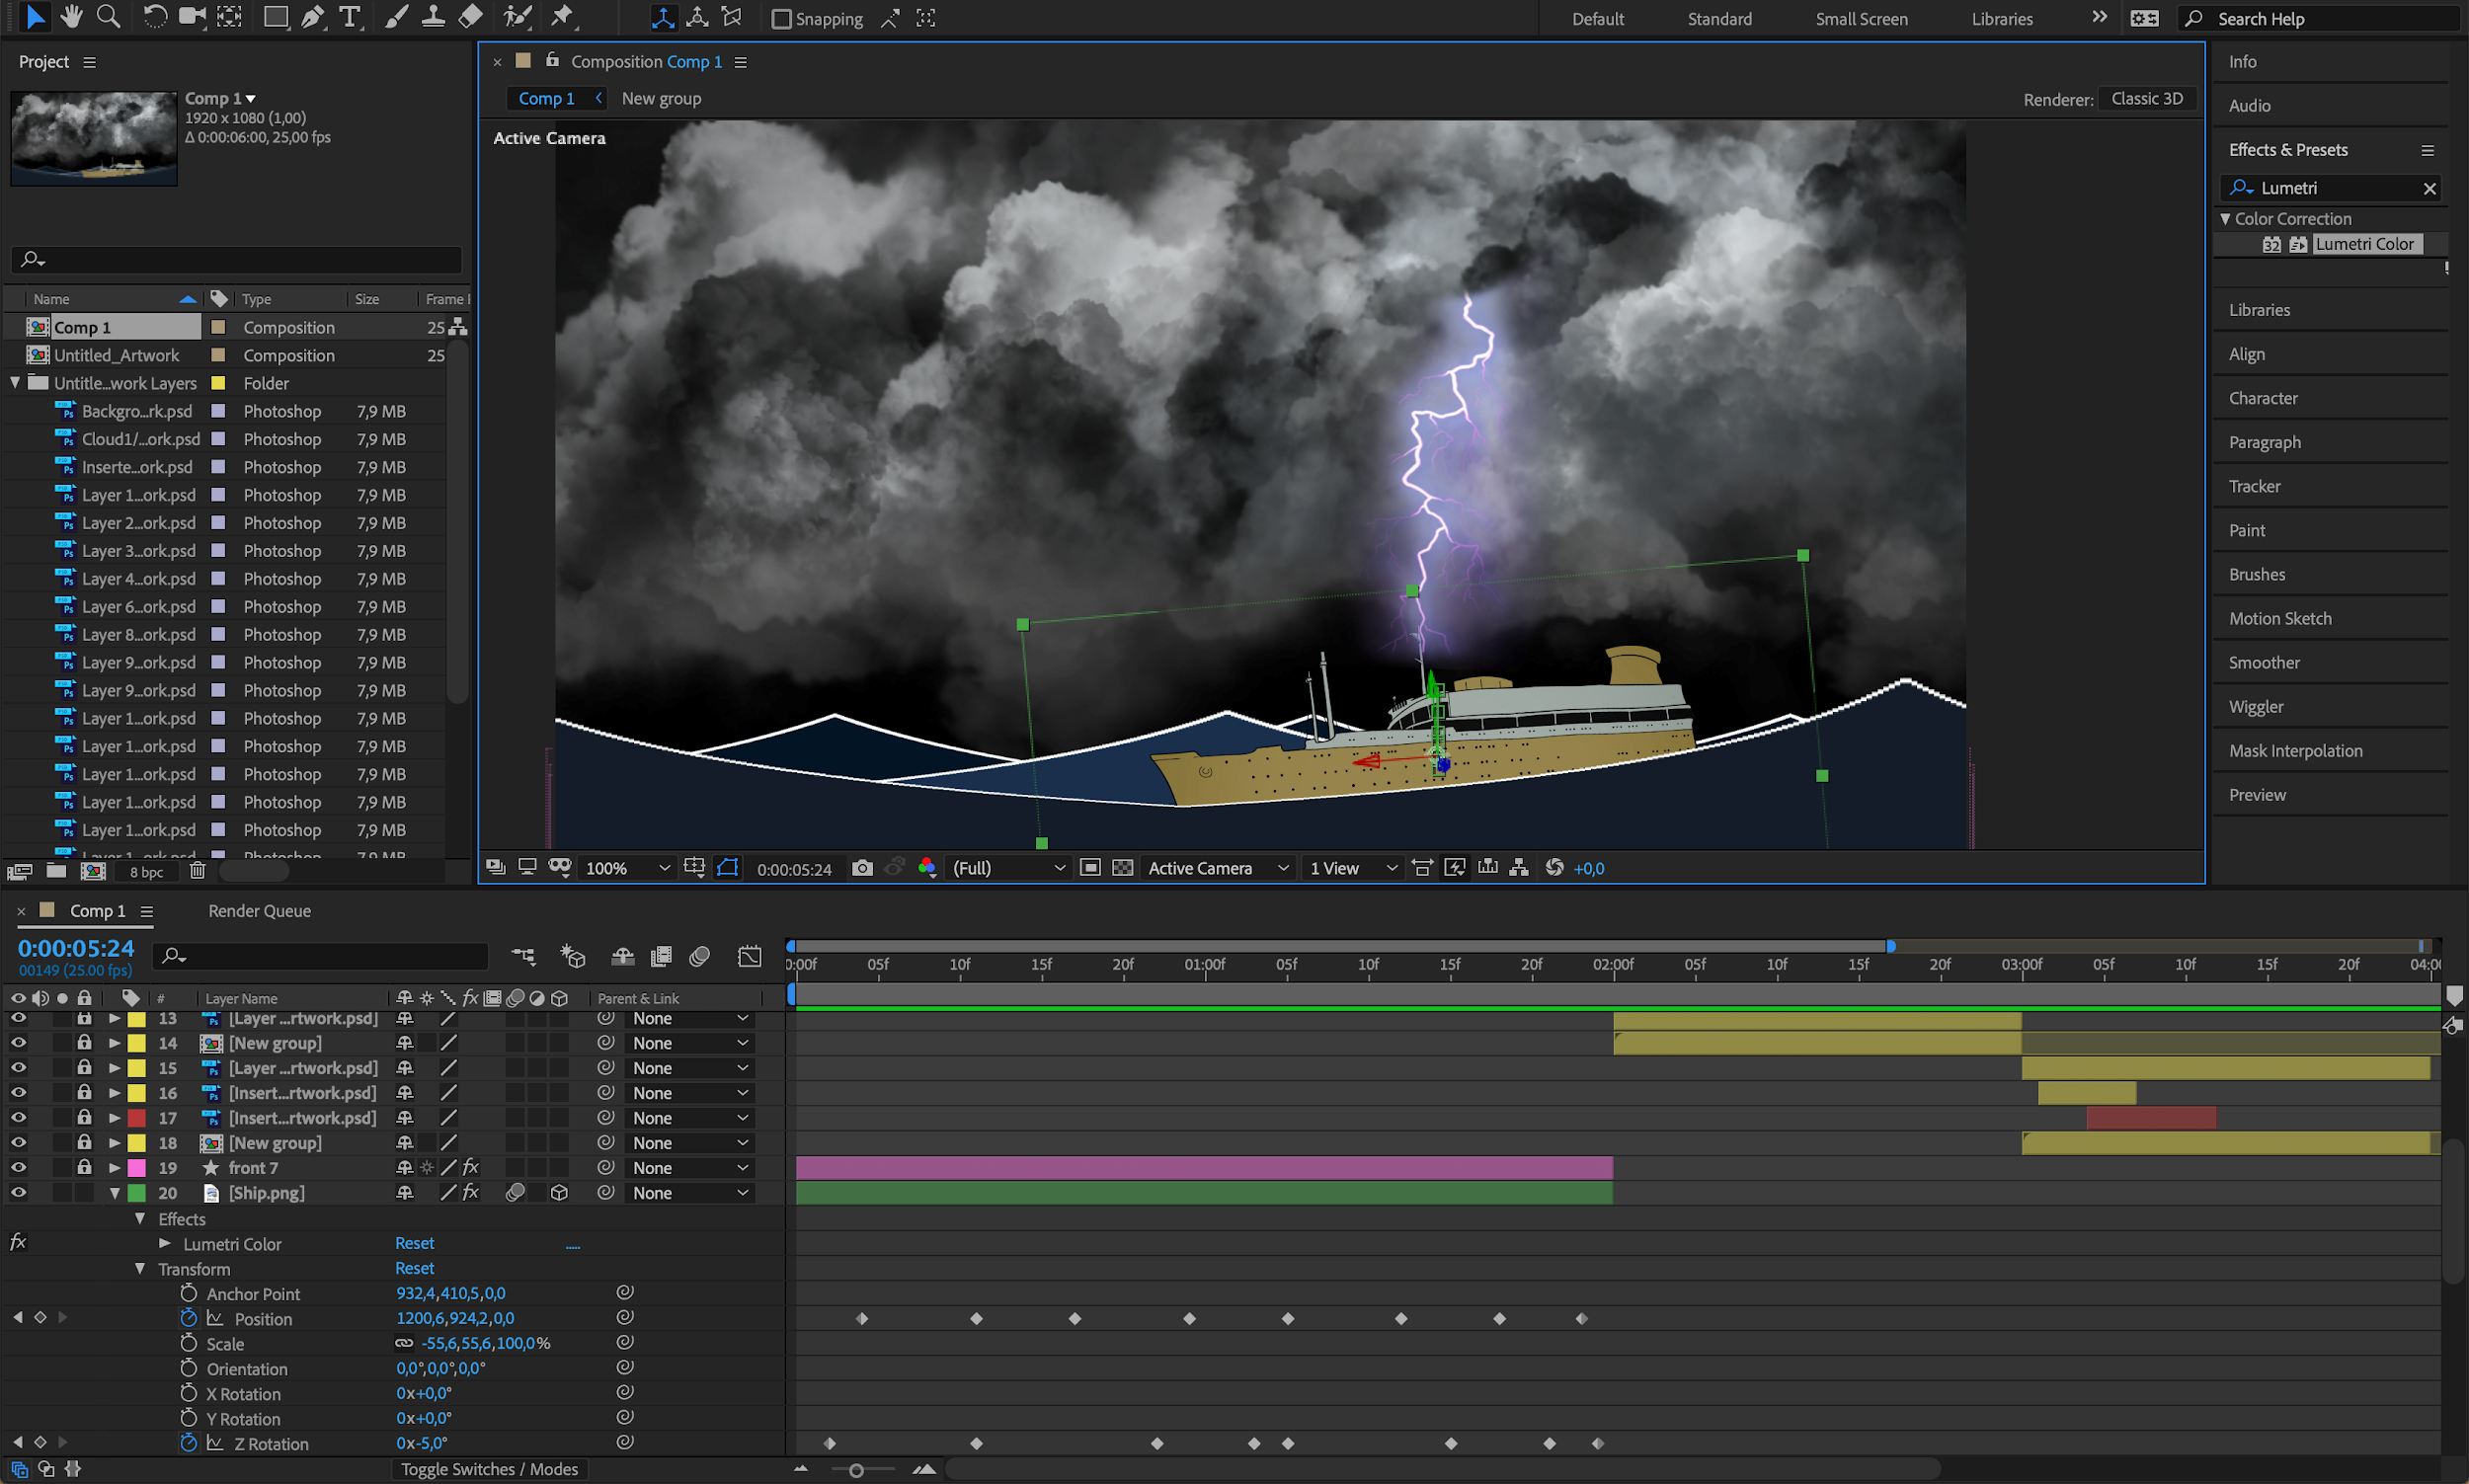 Snapping
Default
Standard
Small Screen
Libraries
Search Help
Project
Comp 1
1920 x 1080 (1,00)
Δ 0:00:06:00, 25,00 fps
Name
Type
Size
Frame
Comp 1 Composition 25
Untitled_Artwork Composition 25
Untitle...work Layers Folder
Backgro...rk.psd Photoshop 7,9 MB
Cloud1/...ork.psd Photoshop 7,9 MB
Inserte...ork.psd Photoshop 7,9 MB
Layer 1...ork.psd Photoshop 7,9 MB
Layer 2...ork.psd Photoshop 7,9 MB
Layer 3...ork.psd Photoshop 7,9 MB
Layer 4...ork.psd Photoshop 7,9 MB
Layer 6...ork.psd Photoshop 7,9 MB
Layer 8...ork.psd Photoshop 7,9 MB
Layer 9...ork.psd Photoshop 7,9 MB
Layer 9...ork.psd Photoshop 7,9 MB
Layer 1...ork.psd Photoshop 7,9 MB
Layer 1...ork.psd Photoshop 7,9 MB
Layer 1...ork.psd Photoshop 7,9 MB
Layer 1...ork.psd Photoshop 7,9 MB
Layer 1...ork.psd Photoshop 7,9 MB
8 bpc
Composition Comp 1
Comp 1
New group
Renderer: Classic 3D
Active Camera
100%
0:00:05:24
(Full)
Active Camera
1 View
+0,0
Info
Audio
Effects & Presets
Lumetri
Color Correction
32 Lumetri Color
Libraries
Align
Character
Paragraph
Tracker
Paint
Brushes
Motion Sketch
Smoother
Wiggler
Mask Interpolation
Preview
Comp 1
Render Queue
0:00:05:24
00149 (25.00 fps)
0:00f 05f 10f 15f 20f 01:00f 05f 10f 15f 20f 02:00f 05f 10f 15f 20f 03:00f 05f 10f 15f 20f 04:00
# Layer Name fx Parent & Link
13 [Layer ...rtwork.psd] None
14 [New group] None
15 [Layer ...rtwork.psd] None
16 [Insert...rtwork.psd] None
17 [Insert...rtwork.psd] None
18 [New group] None
19 front 7 fx None
20 [Ship.png] fx None
Effects
fx Lumetri Color Reset .....
Transform Reset
Anchor Point 932,4,410,5,0,0
Position 1200,6,924,2,0,0
Scale -55,6,55,6,100,0%
Orientation 0,0°,0,0°,0,0°
X Rotation 0x+0,0°
Y Rotation 0x+0,0°
Z Rotation 0x-5,0°
Toggle Switches / Modes